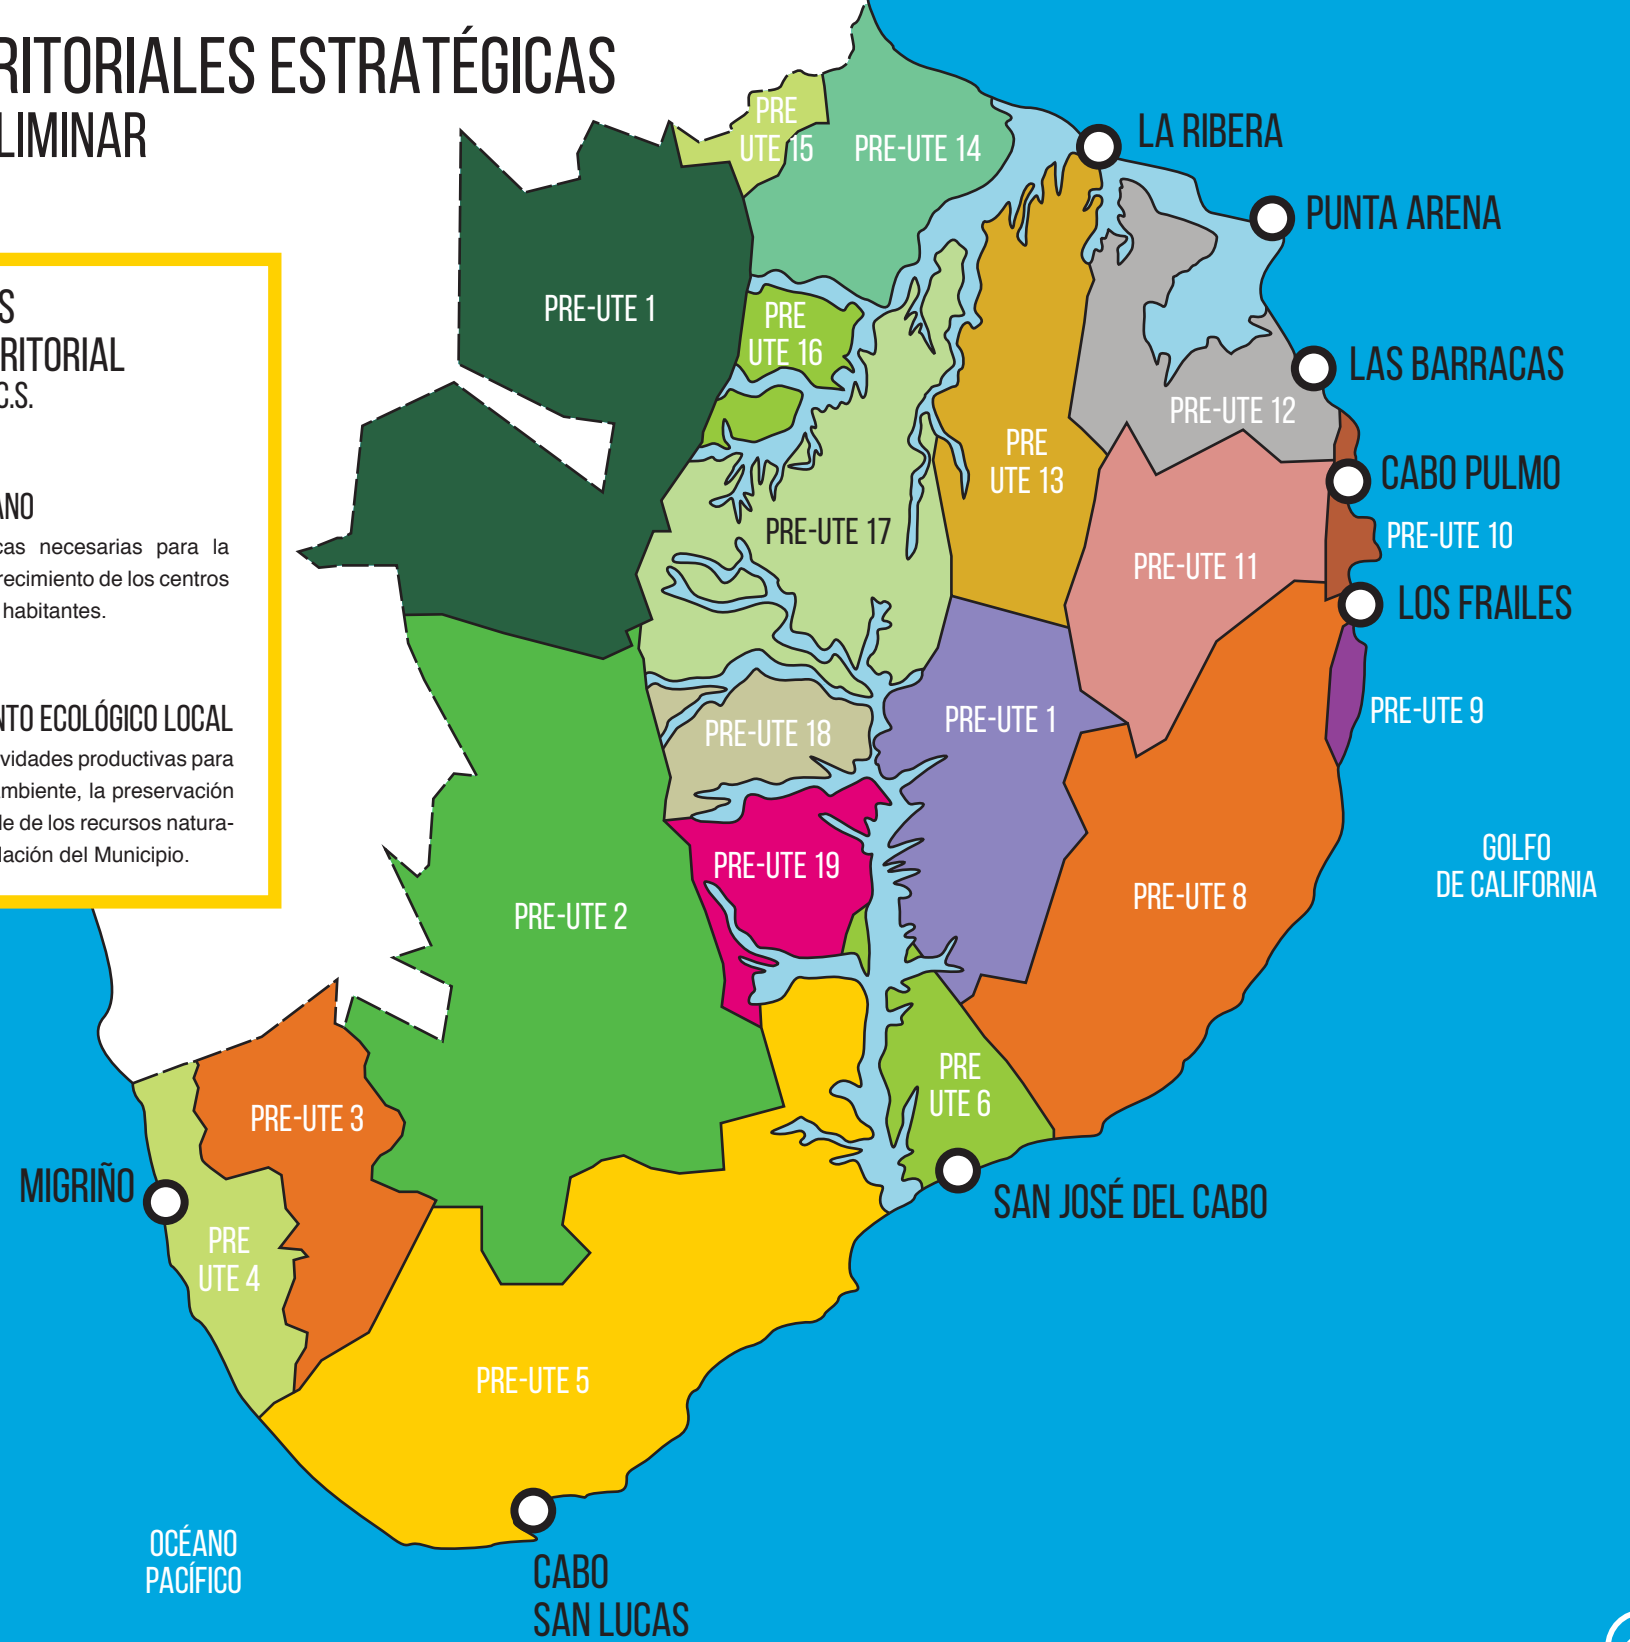 RITORIALES ESTRATÉGICAS
LIMINAR
S
RITORIAL
C.S.
ANO
cas necesarias para la
recimiento de los centros
habitantes.
NTO ECOLÓGICO LOCAL
vidades productivas para
ambiente, la preservación
le de los recursos natura-
lación del Municipio.
PRE
UTE 15
PRE-UTE 14
LA RIBERA
PUNTA ARENA
PRE-UTE 1
PRE
UTE 16
LAS BARRACAS
PRE-UTE 12
PRE
UTE 13
CABO PULMO
PRE-UTE 17
PRE-UTE 10
PRE-UTE 11
LOS FRAILES
PRE-UTE 18
PRE-UTE 1
PRE-UTE 9
PRE-UTE 19
GOLFO
DE CALIFORNIA
PRE-UTE 8
PRE-UTE 2
PRE
UTE 6
PRE-UTE 3
MIGRIÑO
SAN JOSÉ DEL CABO
PRE
UTE 4
PRE-UTE 5
OCÉANO
PACÍFICO
CABO
SAN LUCAS